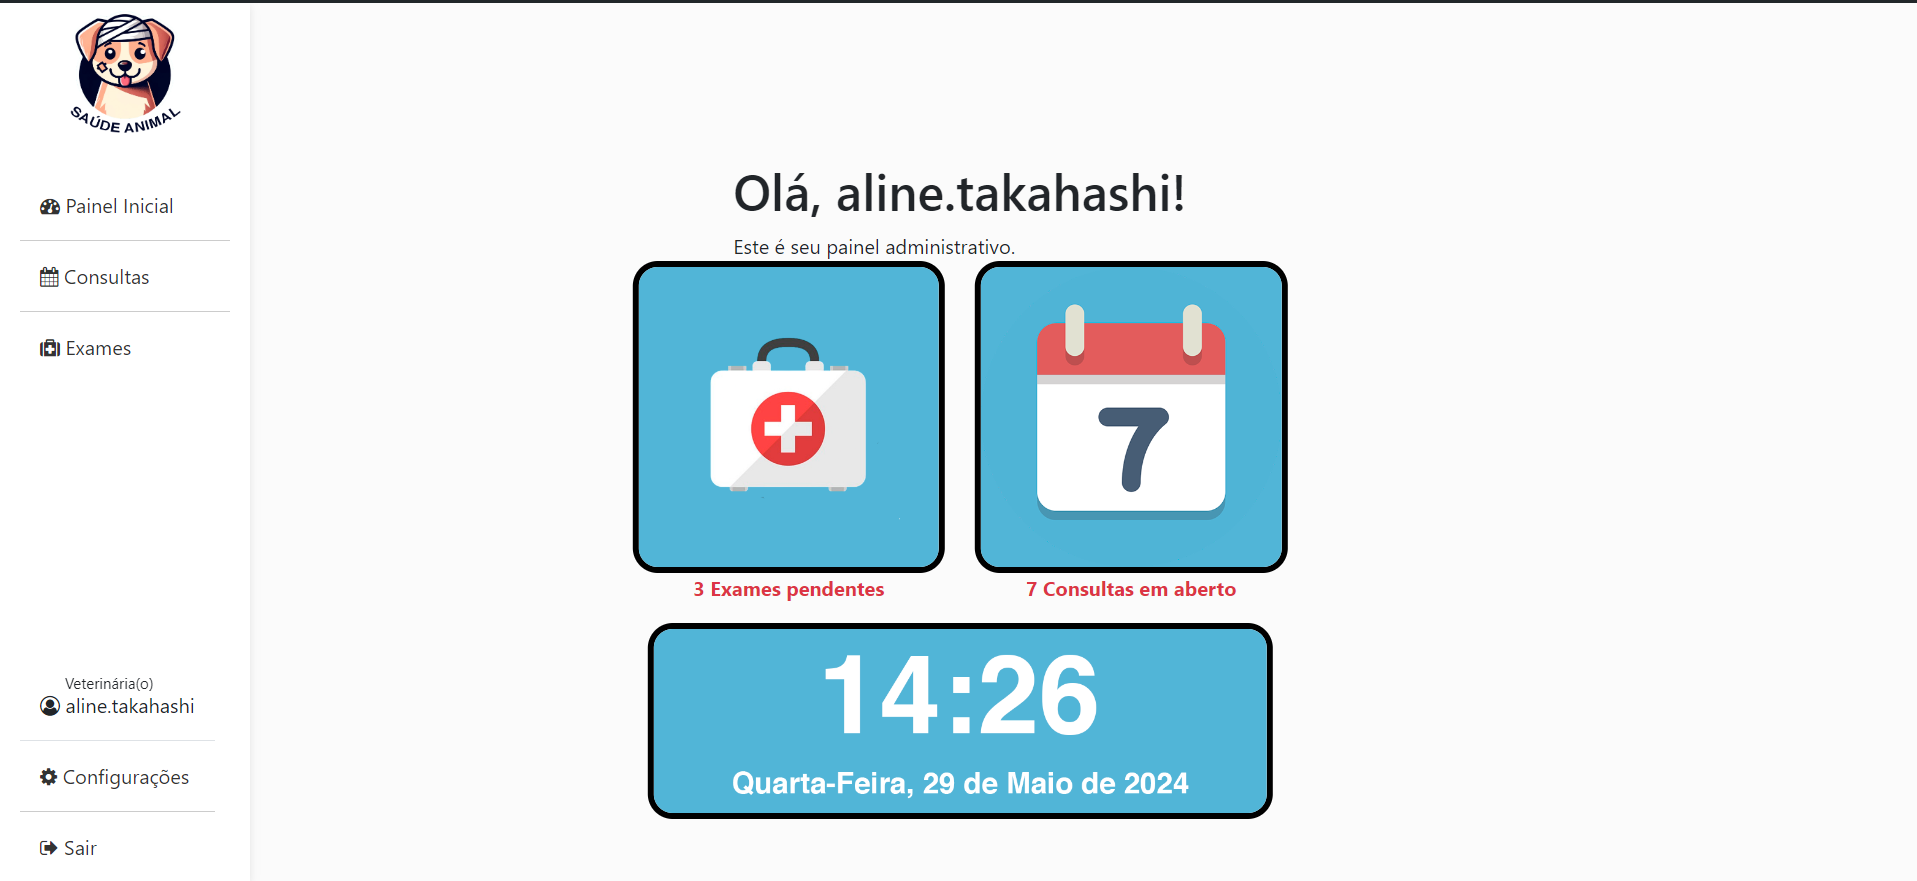 SAÚDE ANIMAL
Painel Inicial
Consultas
Exames
Veterinária(o)
aline.takahashi
Configurações
Sair
Olá, aline.takahashi!
Este é seu painel administrativo.
7
3 Exames pendentes
7 Consultas em aberto
14:26
Quarta-Feira, 29 de Maio de 2024